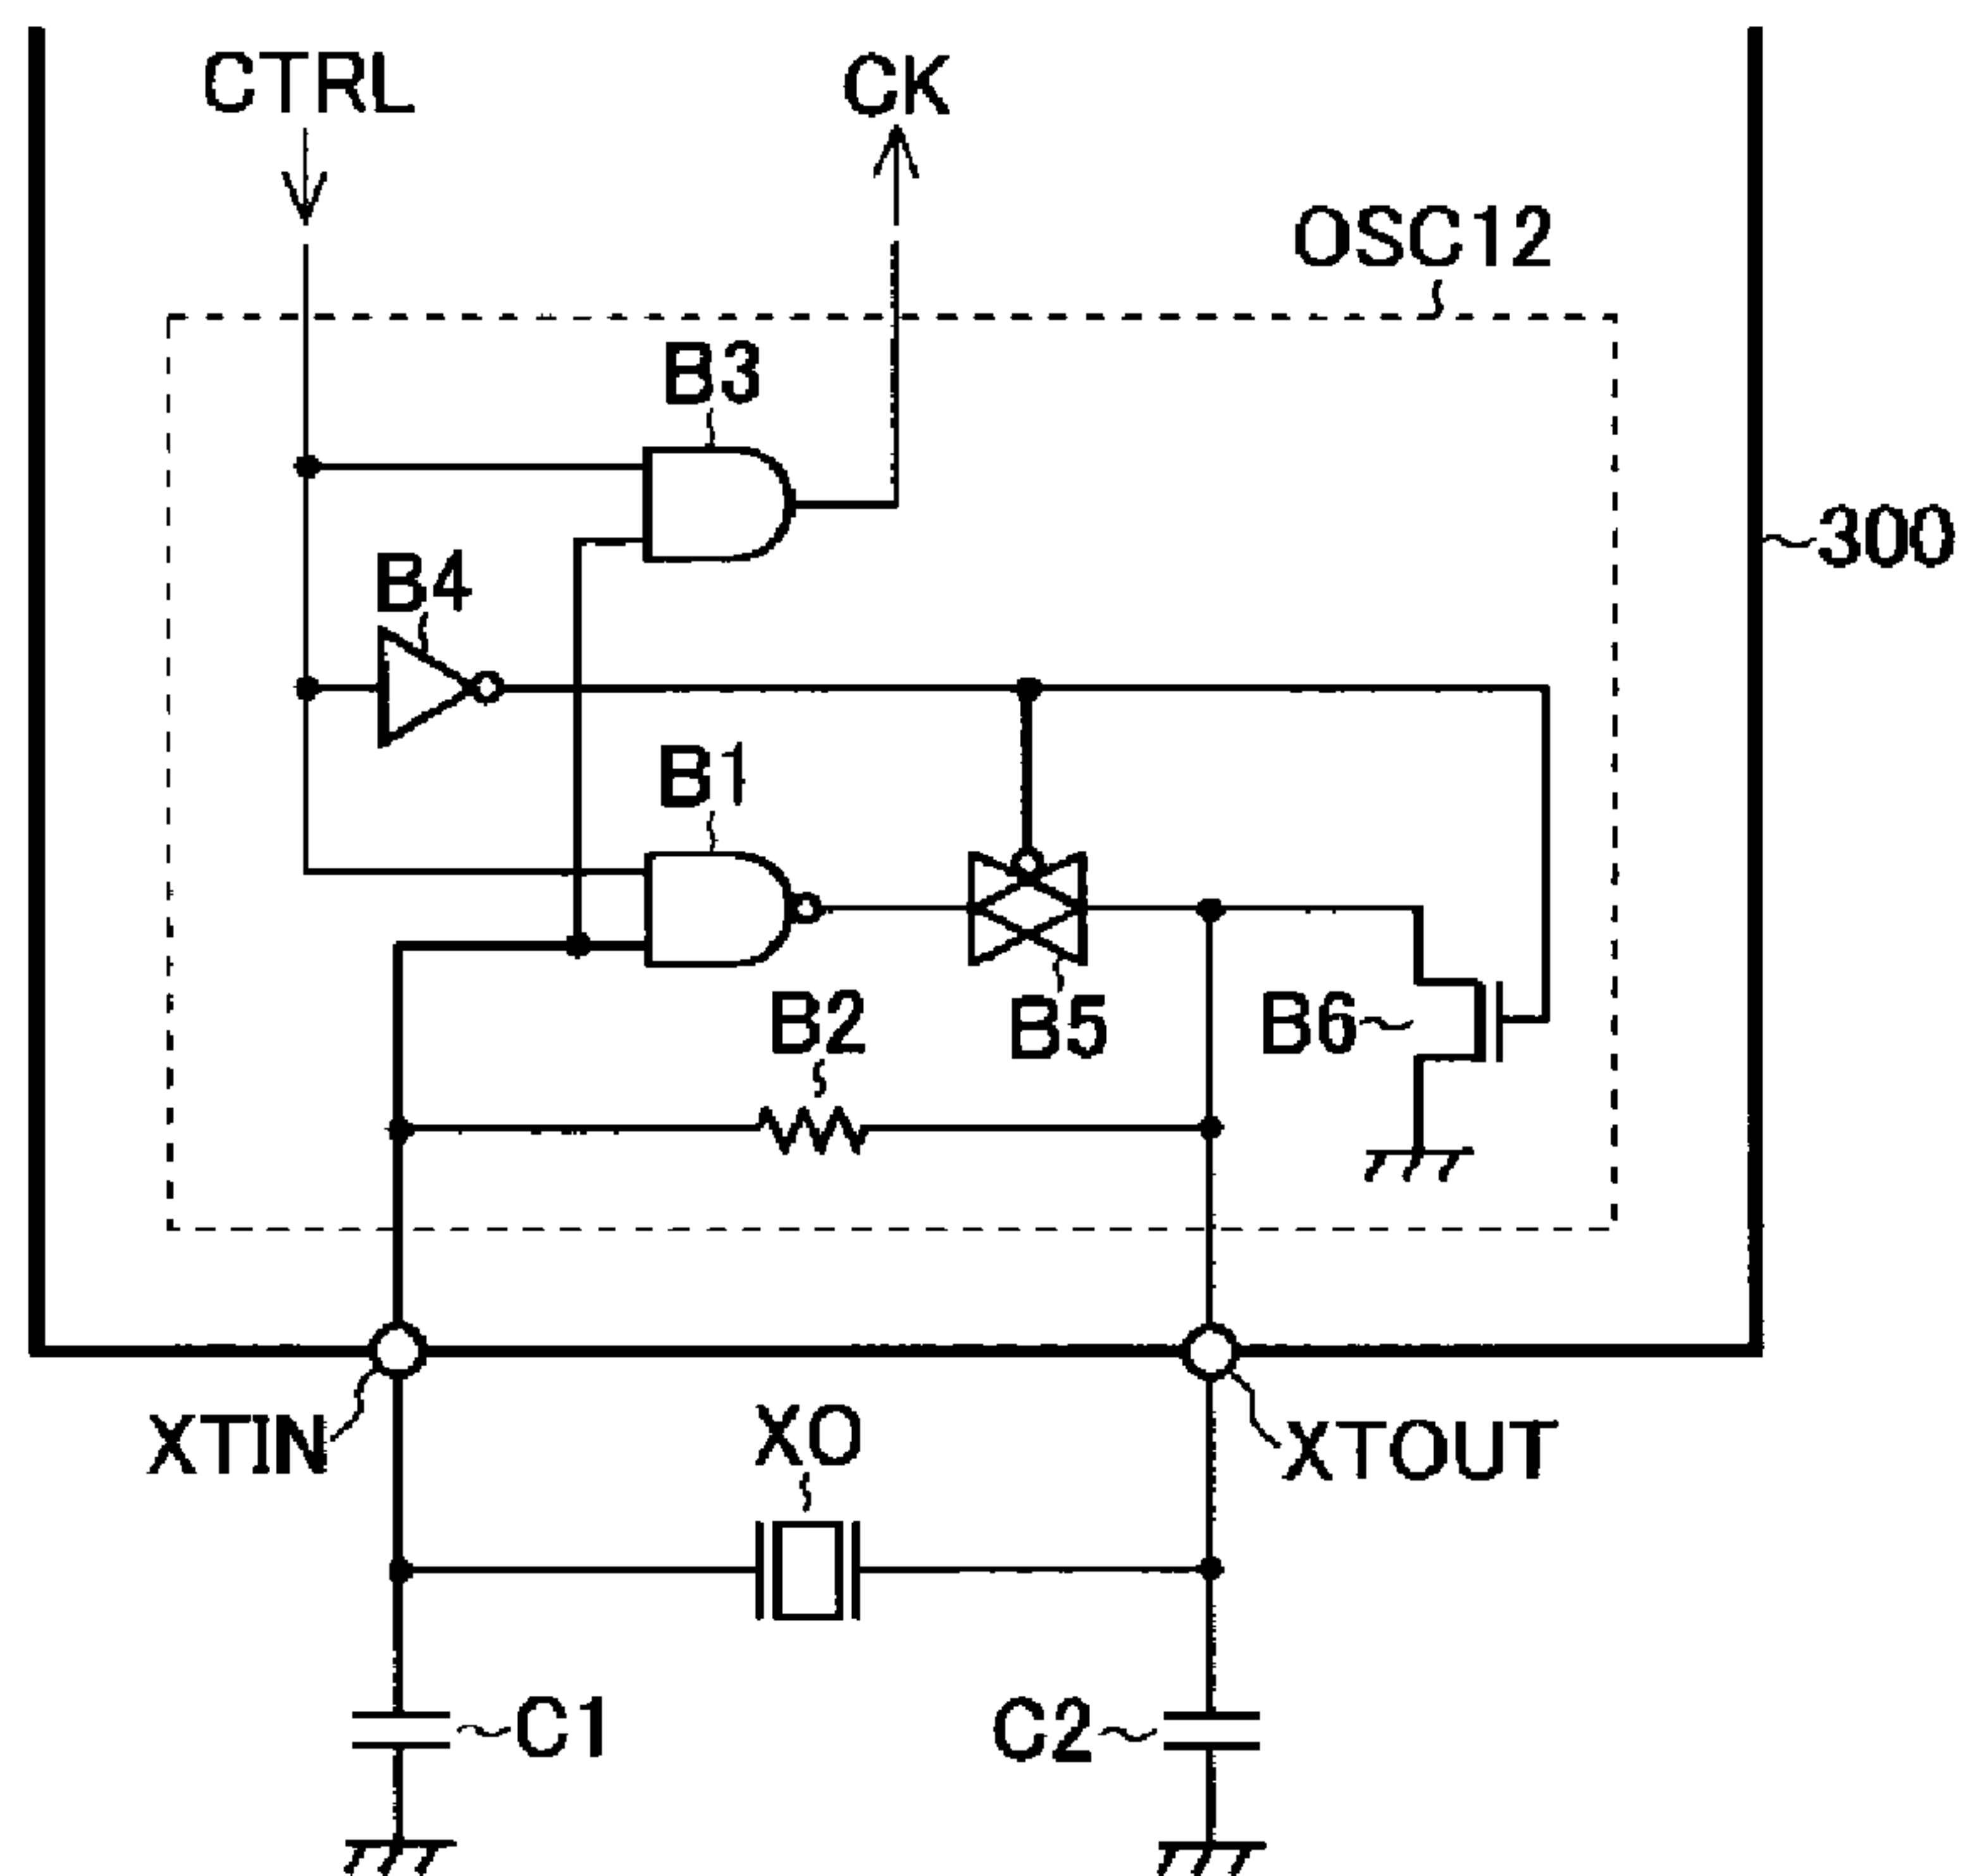 CTRL CK
OSC12
B3
300
B4
B1
B2 B5 B6
XTIN XO XTOUT
C1 C2